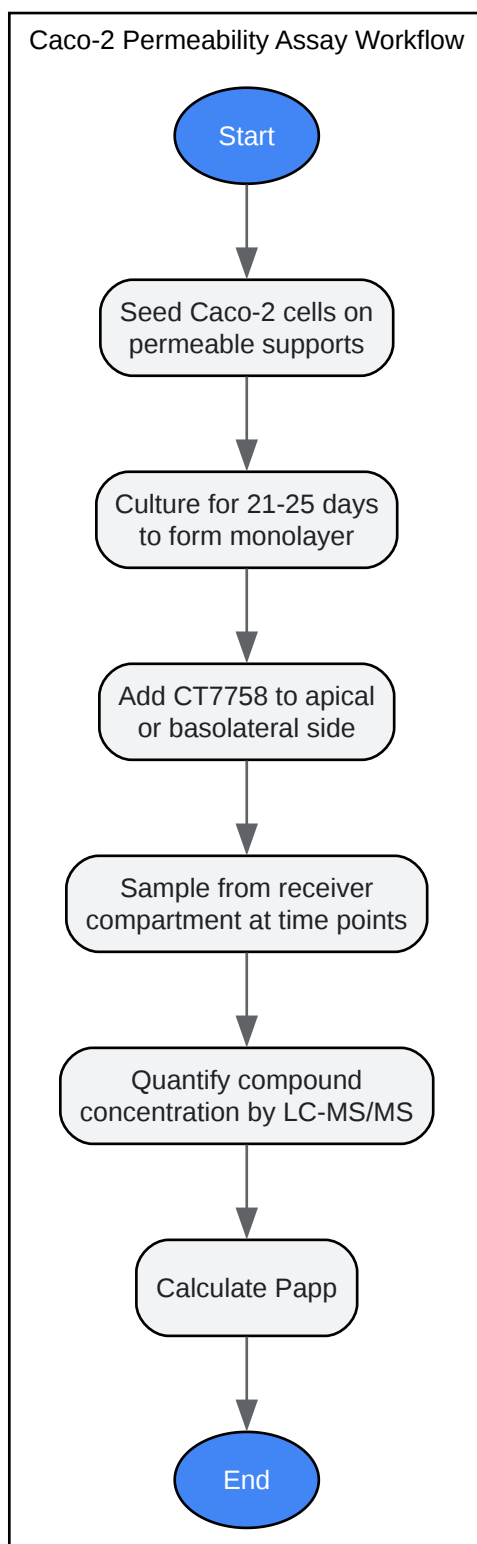 Caco-2 Permeability Assay Workflow
Start
Seed Caco-2 cells on
permeable supports
Culture for 21-25 days
to form monolayer
Add CT7758 to apical
or basolateral side
Sample from receiver
compartment at time points
Quantify compound
concentration by LC-MS/MS
Calculate Papp
End